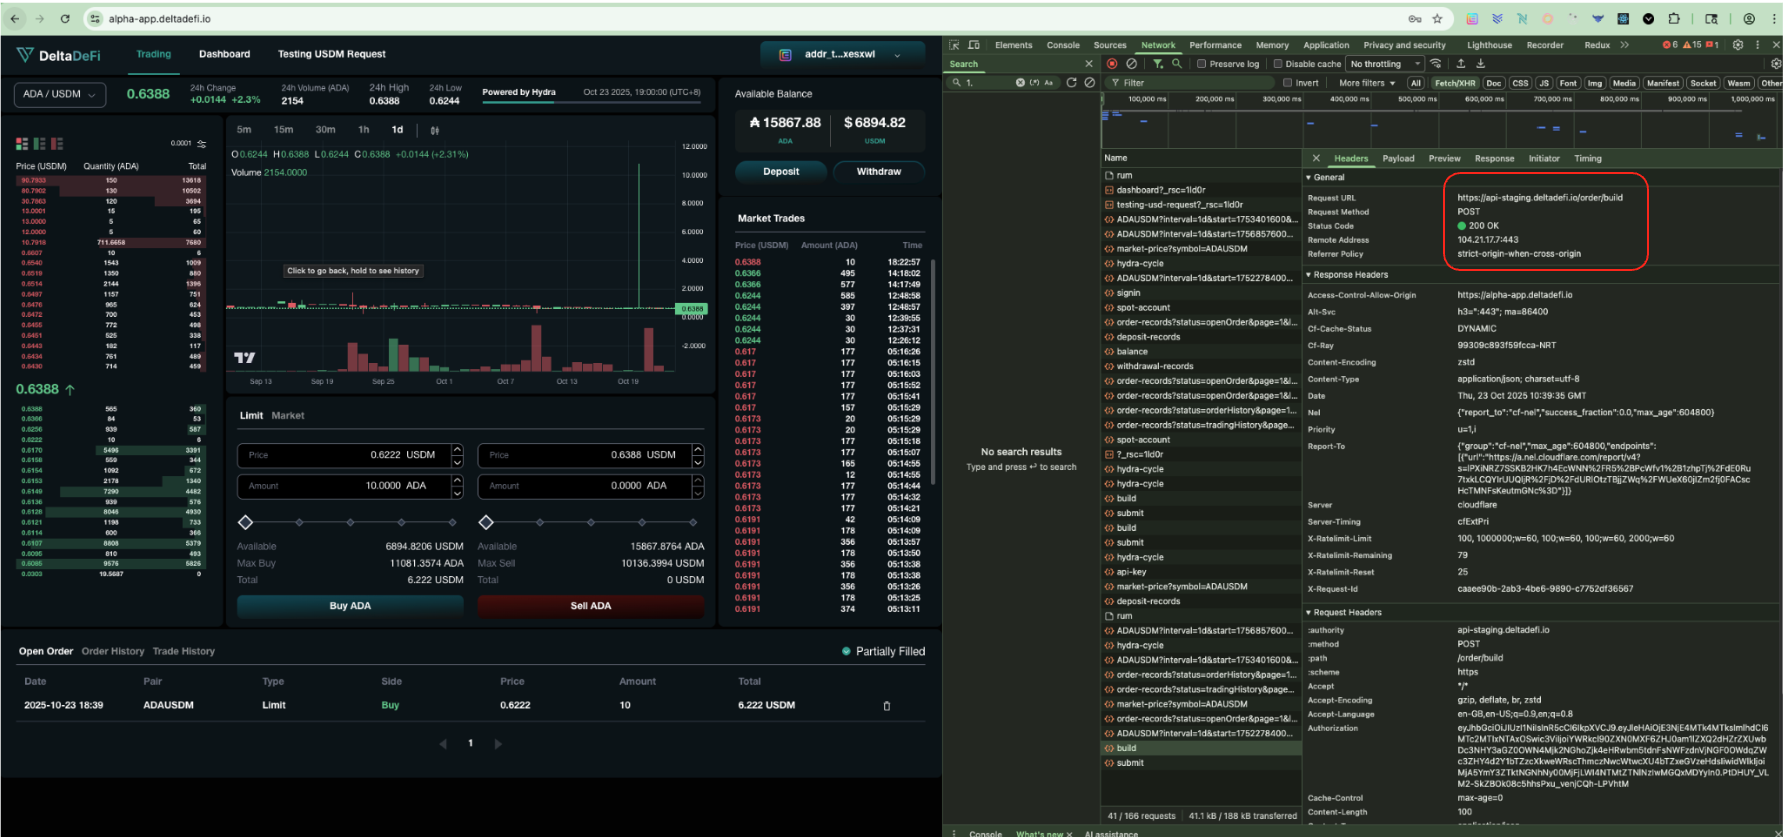 alpha-app.deltadefi.io
DeltaDeFi
Trading
Dashboard
Testing USDM Request
addr_t...xesxwl
ADA / USDM
0.6388
24h Change
+0.0144 +2.3%
24h Volume (ADA)
2154
24h High
0.6388
24h Low
0.6244
Powered by Hydra
Oct 23 2025, 19:00:00 (UTC+8)
0.0001
Price (USDM) Quantity (ADA) Total
90.7933 150 13618
80.7902 130 10502
30.7863 120 3694
13.0001 15 195
13.0000 5 65
12.0000 5 60
10.7918 711.6658 7680
0.6607 10 6
0.6540 1543 1009
0.6519 1350 880
0.6514 2144 1396
0.6497 1157 751
0.6476 965 624
0.6472 700 453
0.6455 772 498
0.6451 525 338
0.6443 182 117
0.6434 761 489
0.6430 714 459
0.6388 ↑
0.6388 565 360
0.6366 84 53
0.6256 939 587
0.6222 10 6
0.6170 5496 3391
0.6158 559 344
0.6154 1092 672
0.6153 2178 1340
0.6149 7290 4482
0.6136 939 576
0.6128 8046 4930
0.6121 1198 733
0.6114 600 366
0.6107 8808 5379
0.6095 810 493
0.6085 9576 5826
0.0303 19.5687 0
5m 15m 30m 1h 1d
O0.6244 H0.6388 L0.6244 C0.6388 +0.0144 (+2.31%)
Volume 2154.0000
12.0000
10.0000
8.0000
6.0000
4.0000
2.0000
0.6388
0.0000
-2.0000
Click to go back, hold to see history
Sep 13 Sep 19 Sep 25 Oct 1 Oct 7 Oct 13 Oct 19
Limit Market
Price 0.6222 USDM
Amount 10.0000 ADA
Available 6894.8206 USDM
Max Buy 11081.3574 ADA
Total 6.222 USDM
Buy ADA
Price 0.6388 USDM
Amount 0.0000 ADA
Available 15867.8764 ADA
Max Sell 10136.3994 USDM
Total 0 USDM
Sell ADA
Available Balance
₳ 15867.88
ADA
$ 6894.82
USDM
Deposit
Withdraw
Market Trades
Price (USDM) Amount (ADA) Time
0.6388 10 18:22:57
0.6366 495 14:18:02
0.6366 577 14:17:49
0.6244 585 12:48:58
0.6244 397 12:48:57
0.6244 30 12:39:55
0.6244 30 12:37:31
0.6244 30 12:26:12
0.617 177 05:16:26
0.617 177 05:16:15
0.617 177 05:16:03
0.617 177 05:15:52
0.617 177 05:15:41
0.617 157 05:15:29
0.6173 20 05:15:29
0.6173 20 05:15:29
0.6173 177 05:15:18
0.6173 177 05:15:07
0.6173 165 05:14:55
0.6173 12 05:14:55
0.6173 177 05:14:44
0.6173 177 05:14:32
0.6173 177 05:14:21
0.6191 42 05:14:09
0.6191 178 05:14:09
0.6191 356 05:13:57
0.6191 178 05:13:50
0.6191 356 05:13:38
0.6191 178 05:13:38
0.6191 356 05:13:26
0.6191 178 05:13:25
0.6191 374 05:13:11
Open Order Order History Trade History
Partially Filled
Date Pair Type Side Price Amount Total
2025-10-23 18:39 ADAUSDM Limit Buy 0.6222 10 6.222 USDM
1
Elements Console Sources Network Performance Memory Application Privacy and security Lighthouse Recorder Redux
6 15 1
Search
Preserve log Disable cache No throttling
1. (.*) Aa
Filter
Invert More filters All Fetch/XHR Doc CSS JS Font Img Media Manifest Socket Wasm Other
100,000 ms 200,000 ms 300,000 ms 400,000 ms 500,000 ms 600,000 ms 700,000 ms 800,000 ms 900,000 ms 1,000,000 ms
No search results
Type and press ↵ to search
Name
rum
dashboard?_rsc=1ld0r
testing-usd-request?_rsc=1ld0r
ADAUSDM?interval=1d&start=1753401600&...
ADAUSDM?interval=1d&start=1756857600...
market-price?symbol=ADAUSDM
hydra-cycle
ADAUSDM?interval=1d&start=1752278400...
signin
spot-account
order-records?status=openOrder&page=1&l...
deposit-records
balance
withdrawal-records
order-records?status=openOrder&page=1&l...
order-records?status=openOrder&page=1&l...
order-records?status=orderHistory&page=1...
order-records?status=tradingHistory&page...
spot-account
?_rsc=1ld0r
hydra-cycle
hydra-cycle
build
submit
build
submit
hydra-cycle
api-key
market-price?symbol=ADAUSDM
deposit-records
rum
ADAUSDM?interval=1d&start=1756857600...
hydra-cycle
ADAUSDM?interval=1d&start=1753401600&...
order-records?status=orderHistory&page=1...
order-records?status=tradingHistory&page...
market-price?symbol=ADAUSDM
order-records?status=openOrder&page=1&l...
ADAUSDM?interval=1d&start=1752278400...
build
submit
41 / 166 requests 41.1 kB / 188 kB transferred
Headers Payload Preview Response Initiator Timing
General
Request URL https://api-staging.deltadefi.io/order/build
Request Method POST
Status Code 200 OK
Remote Address 104.21.17.7:443
Referrer Policy strict-origin-when-cross-origin
Response Headers
Access-Control-Allow-Origin https://alpha-app.deltadefi.io
Alt-Svc h3=":443"; ma=86400
Cf-Cache-Status DYNAMIC
Cf-Ray 99309c893f59fcca-NRT
Content-Encoding zstd
Content-Type application/json; charset=utf-8
Date Thu, 23 Oct 2025 10:39:35 GMT
Nel {"report_to":"cf-nel","success_fraction":0.0,"max_age":604800}
Priority u=1,i
Report-To {"group":"cf-nel","max_age":604800,"endpoints":
[{"url":"https://a.nel.cloudflare.com/report/v4?
Server cloudflare
Server-Timing cfExtPri
X-Ratelimit-Limit 100, 1000000;w=60, 100;w=60, 100;w=60, 2000;w=60
X-Ratelimit-Remaining 79
X-Ratelimit-Reset 25
X-Request-Id caaee90b-2ab3-4be6-9890-c7752df36567
Request Headers
:authority api-staging.deltadefi.io
:method POST
:path /order/build
:scheme https
Accept */*
Accept-Encoding gzip, deflate, br, zstd
Accept-Language en-GB,en-US;q=0.9,en;q=0.8
Authorization
Cache-Control max-age=0
Content-Length 100
Console What's new AI assistance